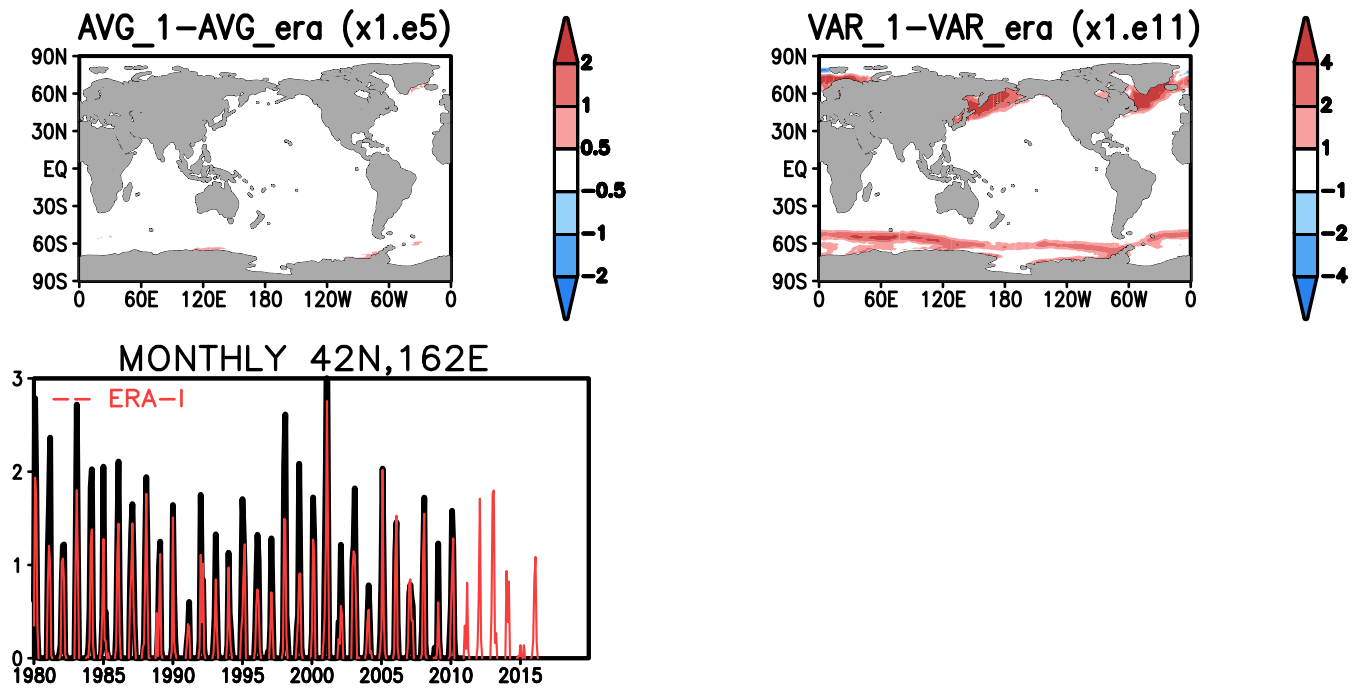 AVG_1−AVG_era (x1.e5)
90N
60N
30N
EQ
30S
60S
90S
0 60E 120E 180 120W 60W 0
2
1
0.5
−0.5
−1
−2
VAR_1−VAR_era (x1.e11)
90N
60N
30N
EQ
30S
60S
90S
0 60E 120E 180 120W 60W 0
4
2
1
−1
−2
−4
MONTHLY 42N,162E
ERA−I
3
2
1
0
1980 1985 1990 1995 2000 2005 2010 2015